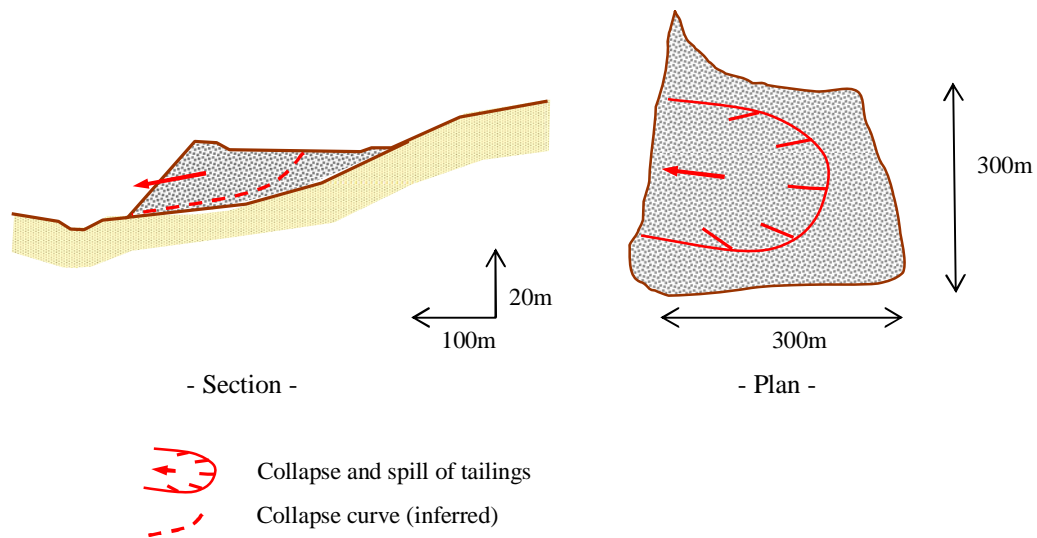 300m
20m
100m
300m
- Section -
- Plan -
Collapse and spill of tailings
Collapse curve (inferred)